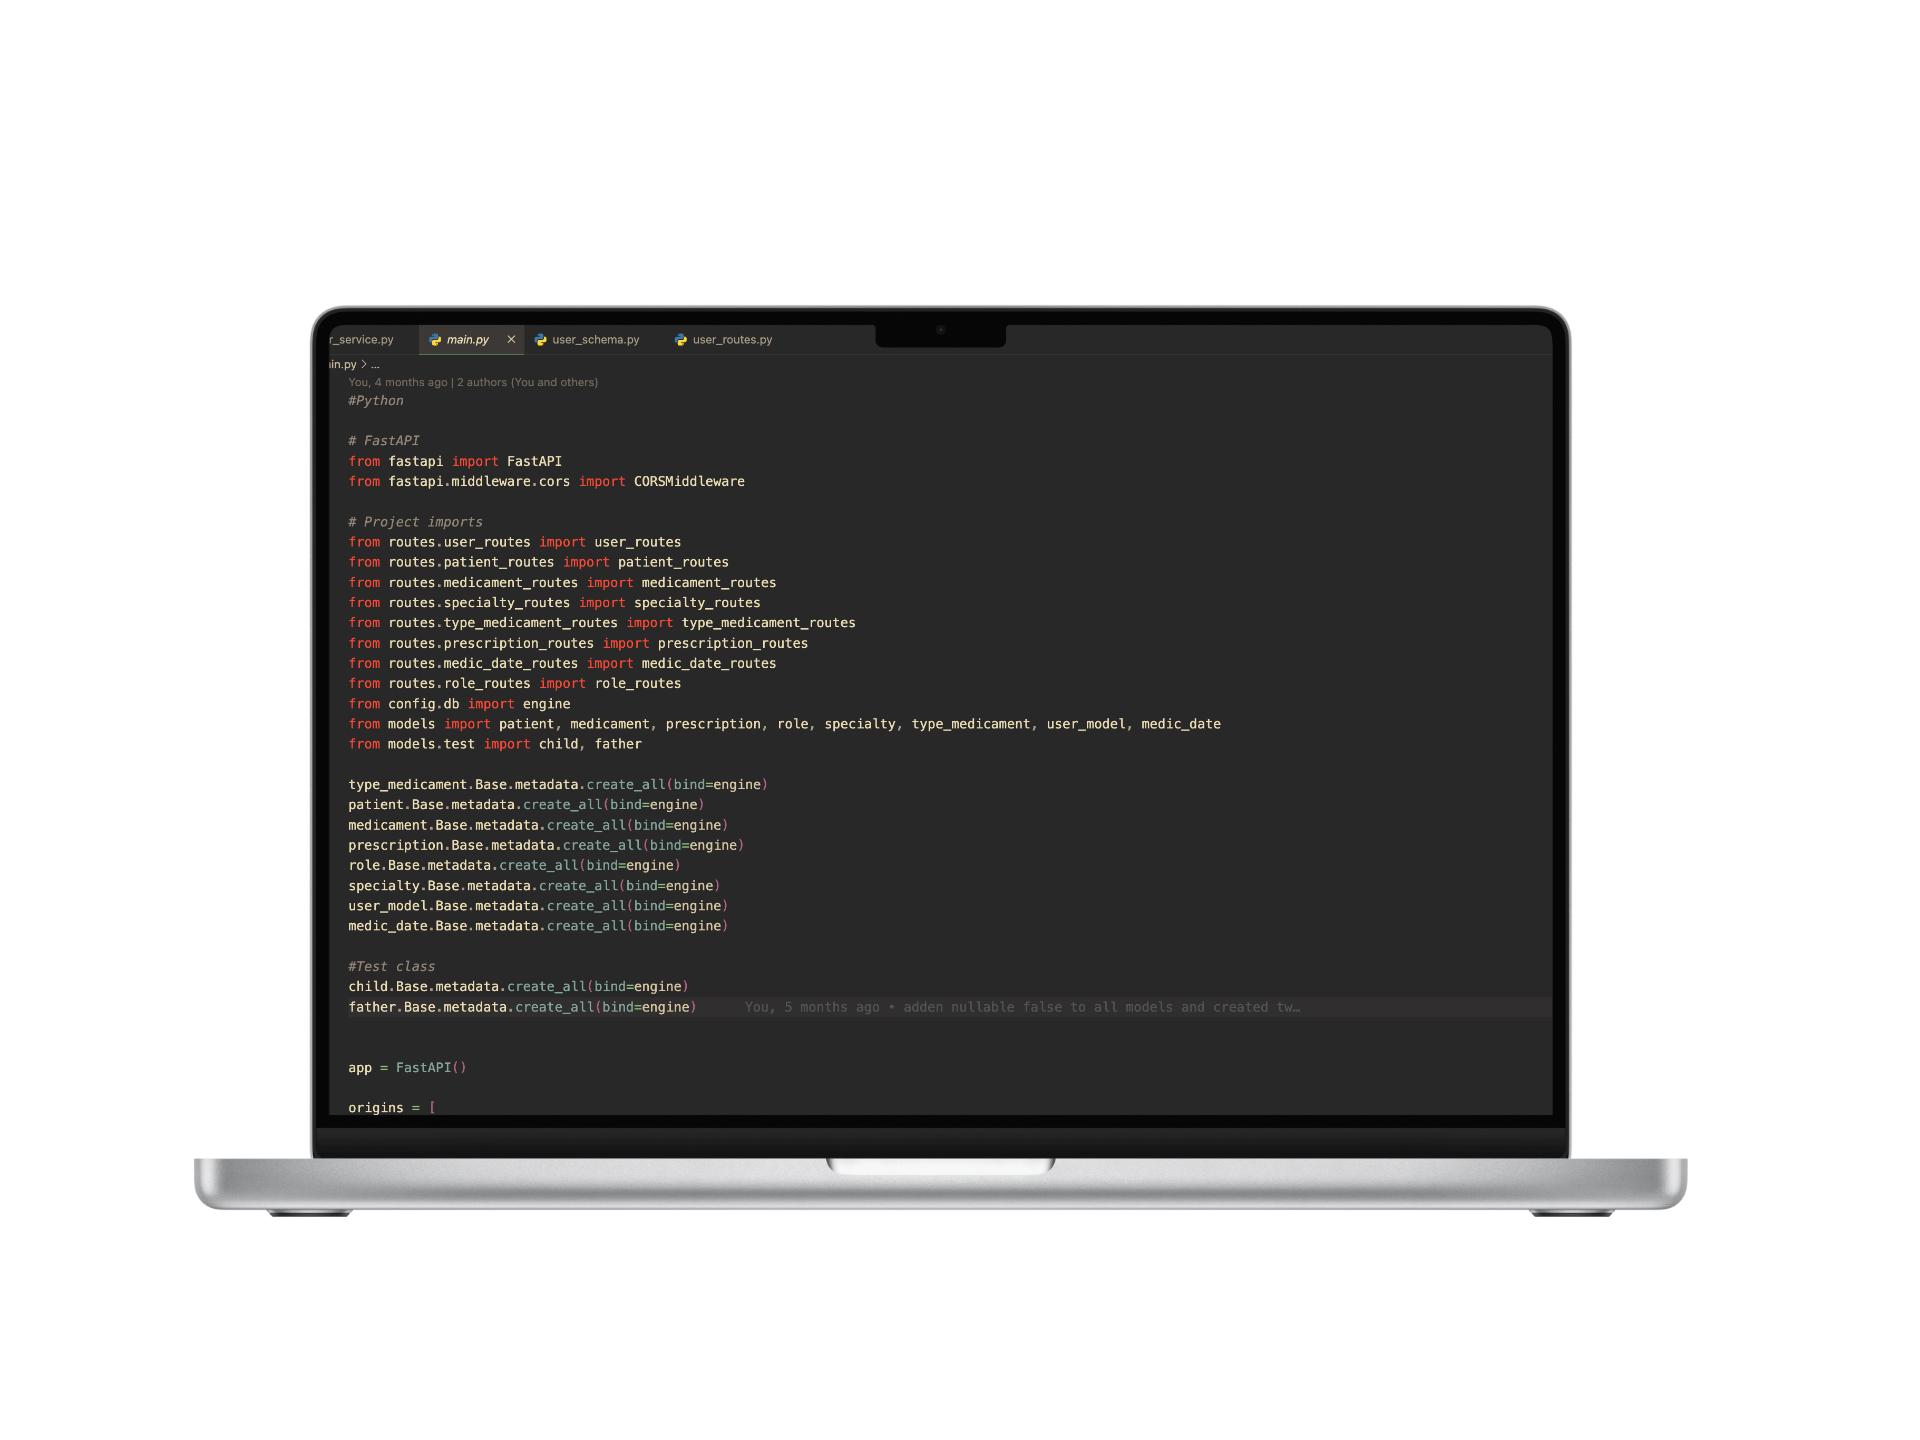 r_service.py main.py × user_schema.py user_routes.py
in.py > ...
You, 4 months ago | 2 authors (You and others)
#Python
# FastAPI
from fastapi import FastAPI
from fastapi.middleware.cors import CORSMiddleware
# Project imports
from routes.user_routes import user_routes
from routes.patient_routes import patient_routes
from routes.medicament_routes import medicament_routes
from routes.specialty_routes import specialty_routes
from routes.type_medicament_routes import type_medicament_routes
from routes.prescription_routes import prescription_routes
from routes.medic_date_routes import medic_date_routes
from routes.role_routes import role_routes
from config.db import engine
from models import patient, medicament, prescription, role, specialty, type_medicament, user_model, medic_date
from models.test import child, father
type_medicament.Base.metadata.create_all(bind=engine)
patient.Base.metadata.create_all(bind=engine)
medicament.Base.metadata.create_all(bind=engine)
prescription.Base.metadata.create_all(bind=engine)
role.Base.metadata.create_all(bind=engine)
specialty.Base.metadata.create_all(bind=engine)
user_model.Base.metadata.create_all(bind=engine)
medic_date.Base.metadata.create_all(bind=engine)
#Test class
child.Base.metadata.create_all(bind=engine)
father.Base.metadata.create_all(bind=engine) You, 5 months ago • adden nullable false to all models and created tw…
app = FastAPI()
origins = [